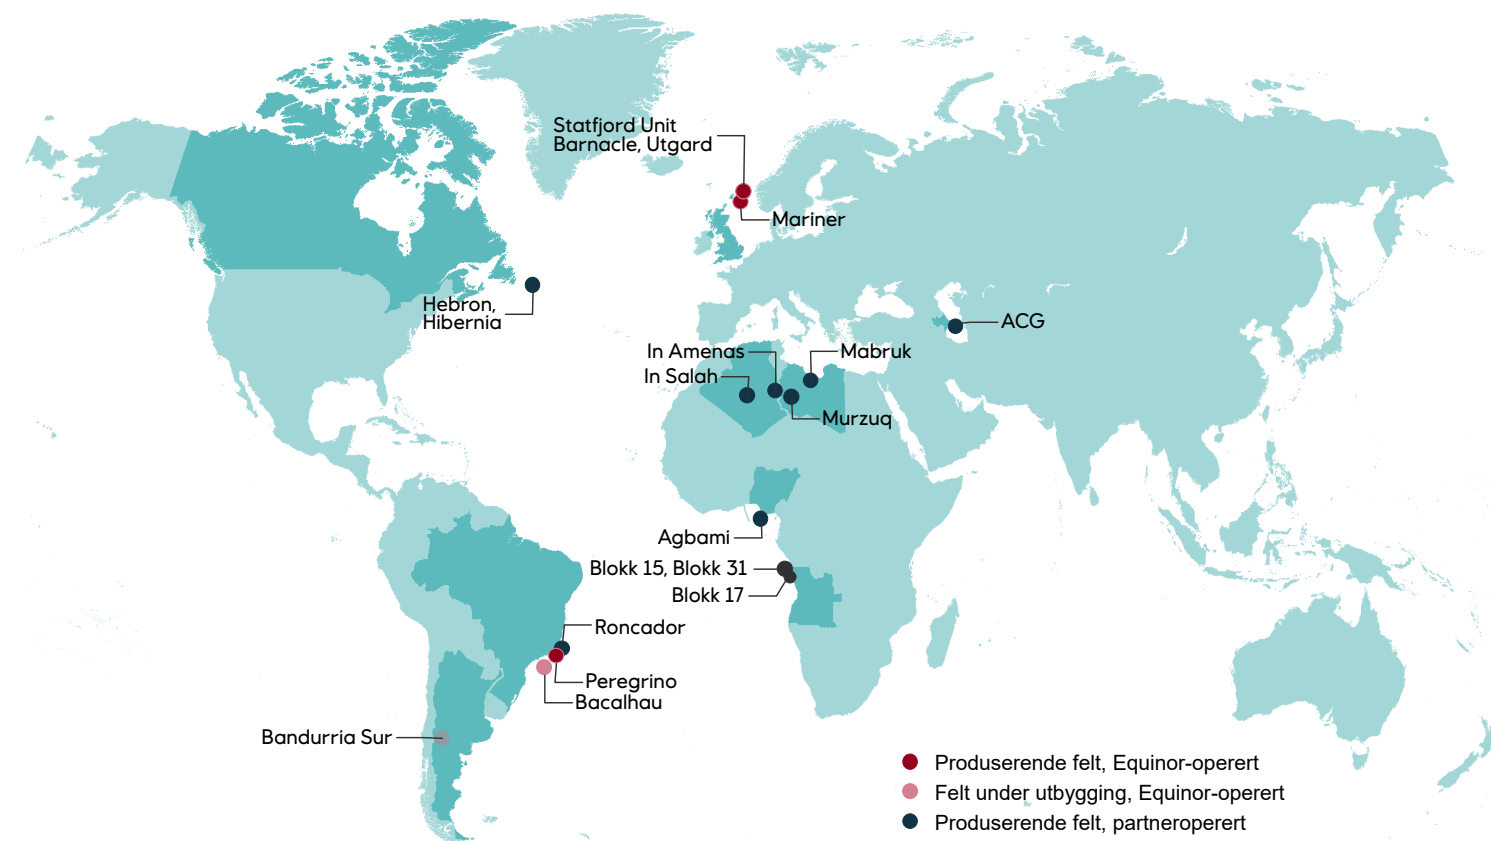 Statfjord Unit
Barnacle, Utgard
Mariner
Hebron,
Hibernia
ACG
In Amenas
Mabruk
In Salah
Murzuq
Agbami
Blokk 15, Blokk 31
Blokk 17
Roncador
Peregrino
Bacalhau
Bandurria Sur
Produserende felt, Equinor-operert
Felt under utbygging, Equinor-operert
Produserende felt, partneroperert